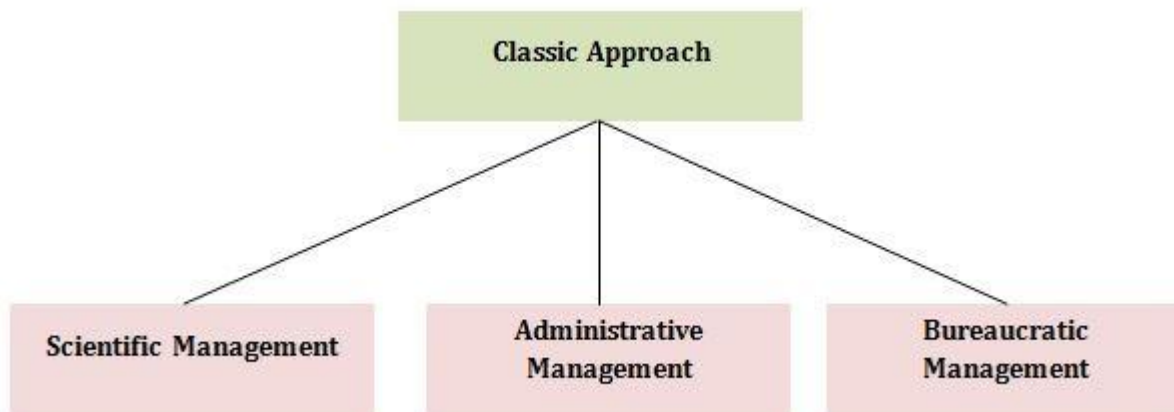 Classic Approach
Scientific Management
Administrative
Management
Bureaucratic
Management